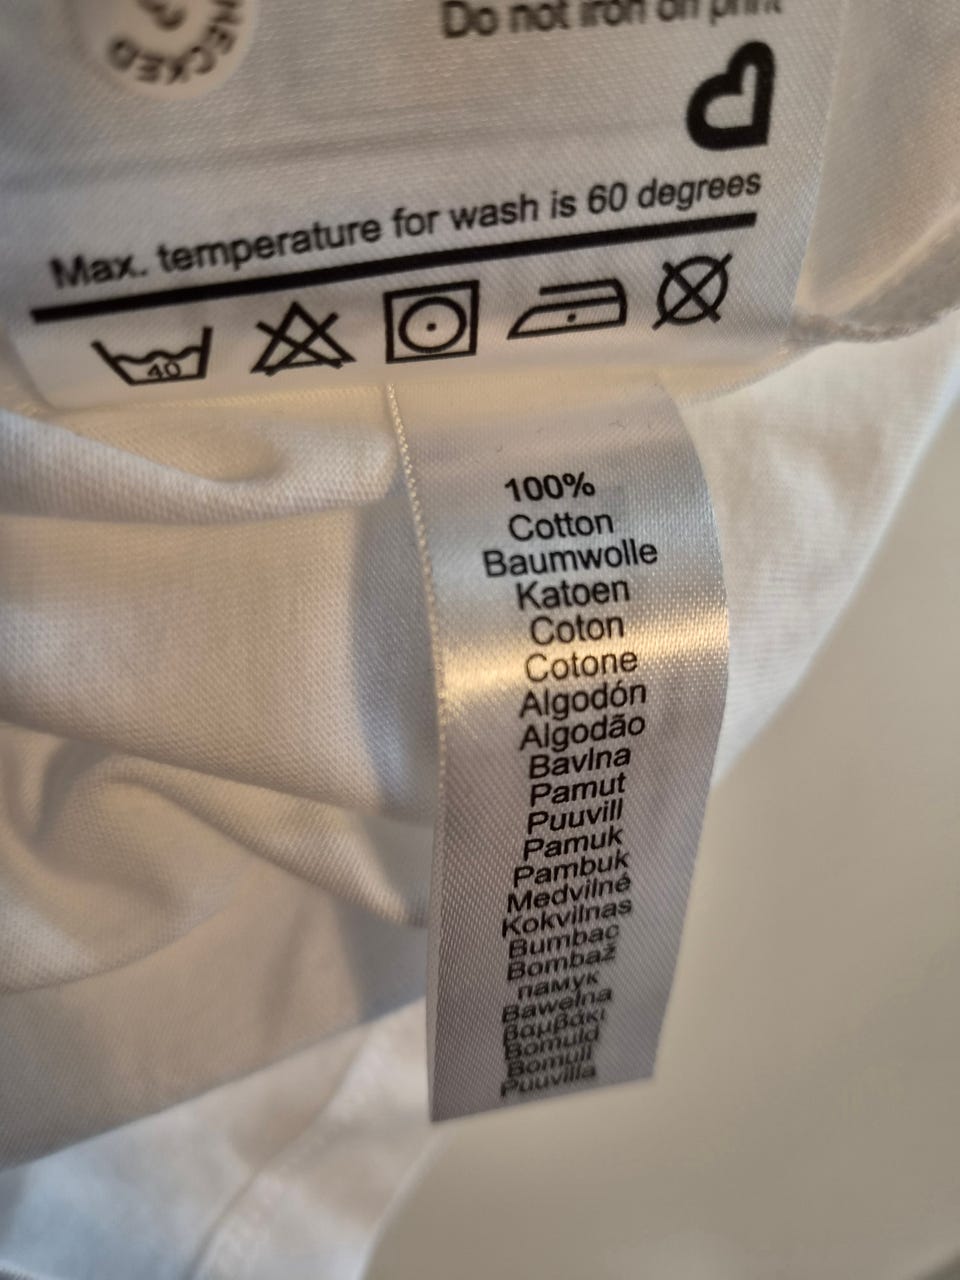 CHECKED
Do not iron on print
Max. temperature for wash is 60 degrees
40
100%
Cotton
Baumwolle
Katoen
Coton
Cotone
Algodón
Algodão
Bavlna
Pamut
Puuvill
Pamuk
Pambuk
Medvilnė
Kokvilnas
Bumbac
Bombaž
памук
Bawełna
βαμβάκι
Bomuld
Bomull
Puuvilla